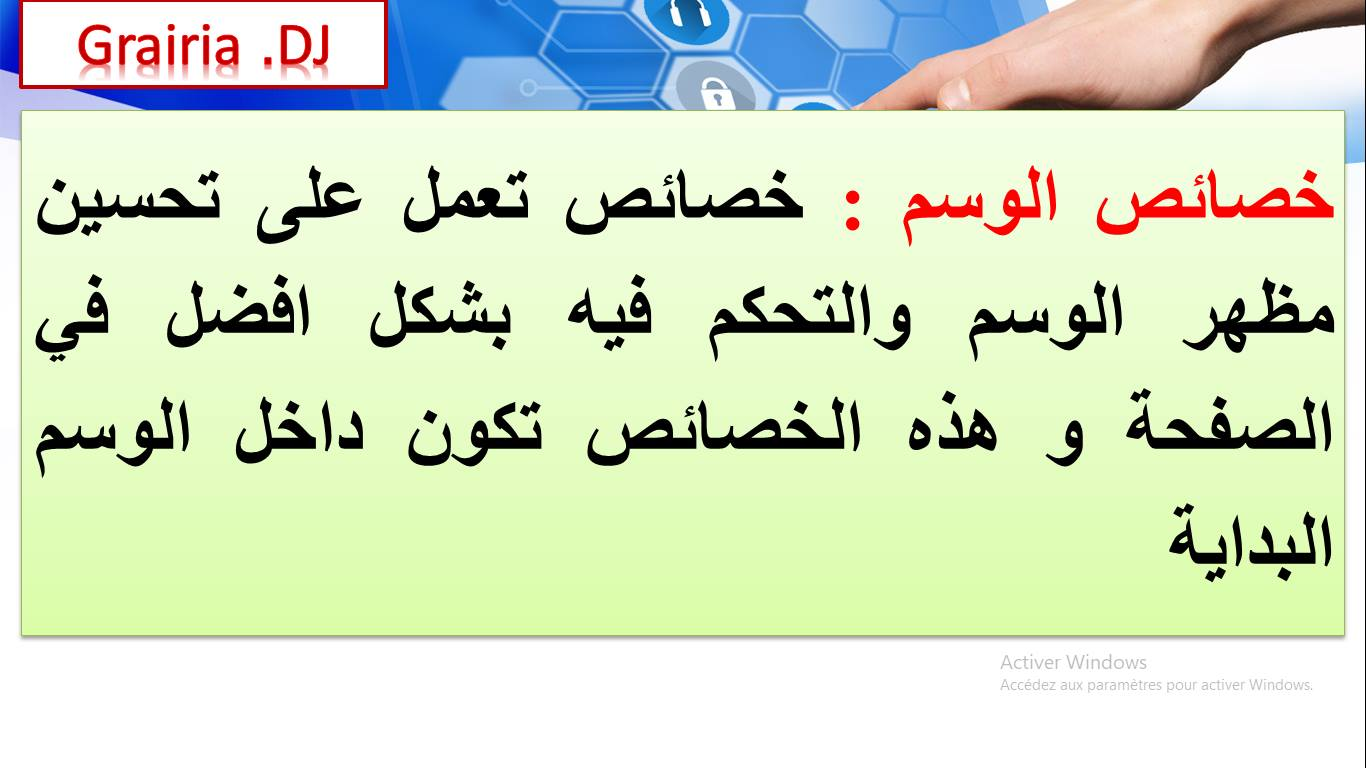 Grairia .DJ
خصائص الوسم : خصائص تعمل على تحسين
مظهر الوسم والتحكم فيه بشكل افضل في
الصفحة و هذه الخصائص تكون داخل الوسم
البداية
Activer Windows
Accédez aux paramètres pour activer Windows.